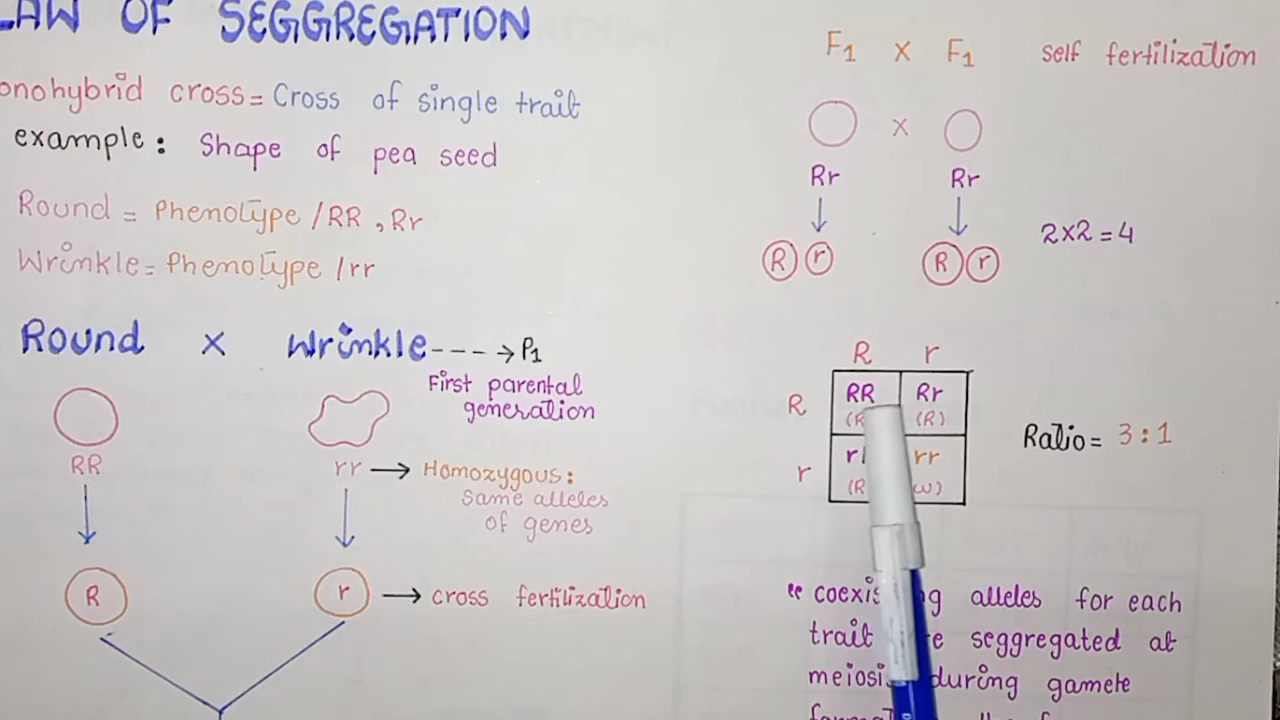 LAW OF SEGGREGATION
onohybrid cross = Cross of single trait
example : Shape of pea seed
Round = Phenotype / RR , Rr
Wrinkle = Phenotype / rr
Round x Wrinkle ----→ P1
First parental
generation
RR
rr → Homozygous :
Same alleles
of genes
R
r → cross fertilization
F1 x F1 self fertilization
x
Rr Rr
R r R r 2x2 = 4
R r
R RR Rr
(R (R)
r r rr
(R w)
Ratio = 3 : 1
" coexis g alleles for each
trait e seggregated at
meiosi during gamete